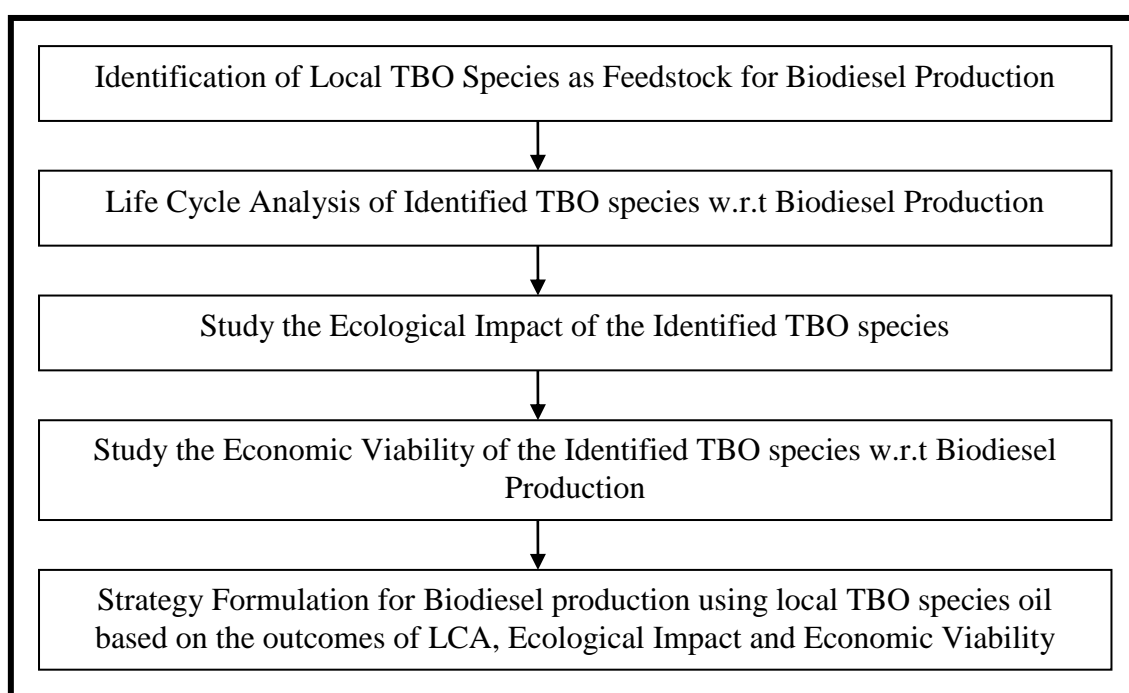 Identification of Local TBO Species as Feedstock for Biodiesel Production
Life Cycle Analysis of Identified TBO species w.r.t Biodiesel Production
Study the Ecological Impact of the Identified TBO species
Study the Economic Viability of the Identified TBO species w.r.t Biodiesel
Production
Strategy Formulation for Biodiesel production using local TBO species oil
based on the outcomes of LCA, Ecological Impact and Economic Viability